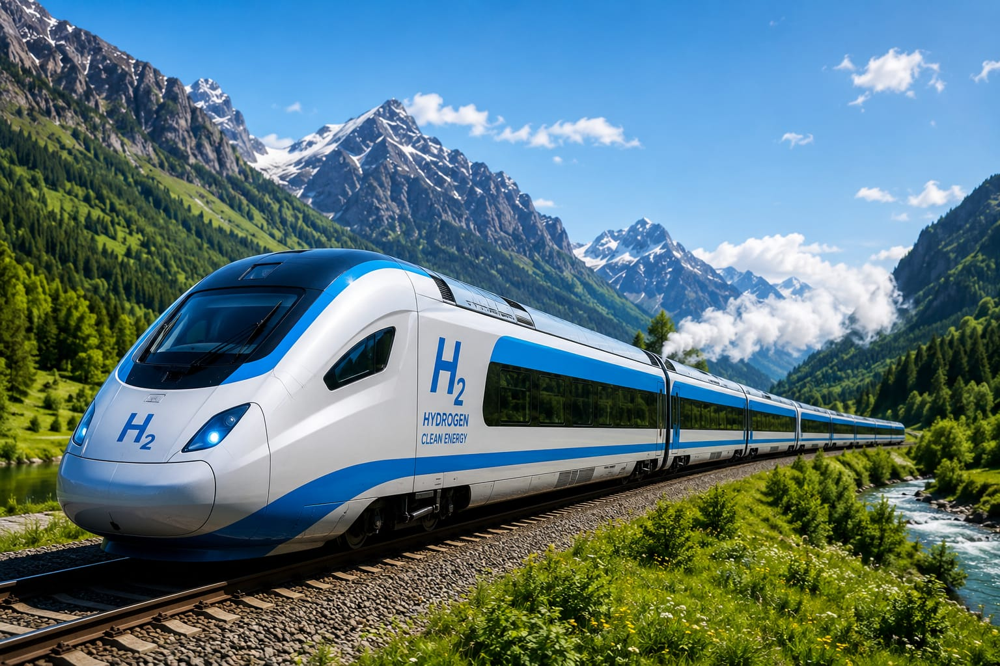 H₂
H₂
HYDROGEN
CLEAN ENERGY